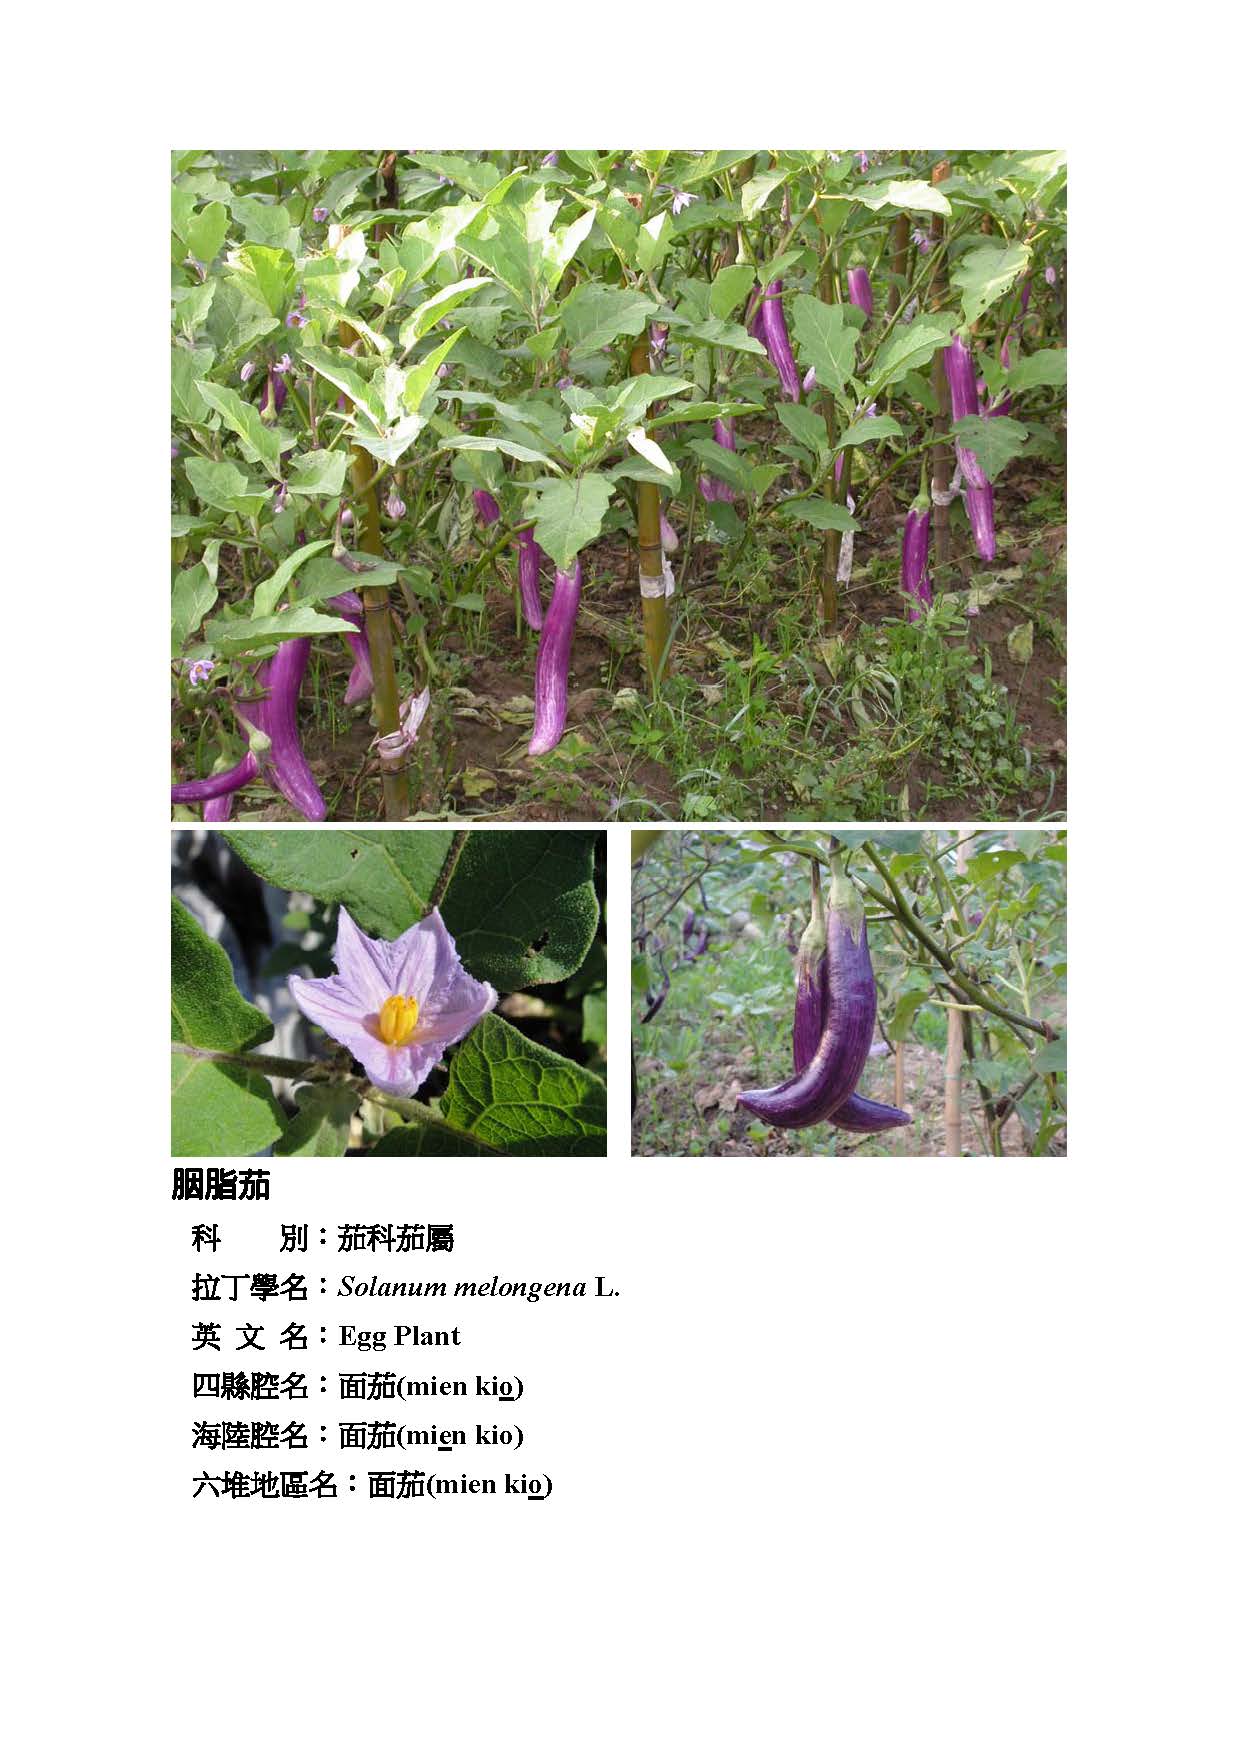 胭脂茄
科　　別：茄科茄屬
拉丁學名：Solanum melongena L.
英 文 名：Egg Plant
四縣腔名：面茄(mien kio)
海陸腔名：面茄(mien kio)
六堆地區名：面茄(mien kio)